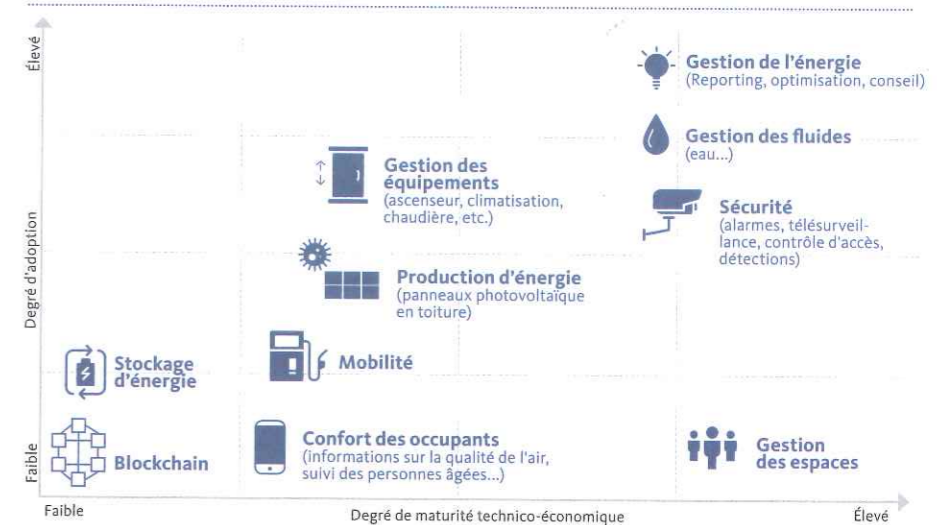 Élevé
Gestion de l'énergie
(Reporting, optimisation, conseil)
Gestion des fluides
(eau...)
Gestion des
équipements
(ascenseur, climatisation,
chaudière, etc.)
Sécurité
(alarmes, télésurveil-
lance, contrôle d'accès,
détections)
Degré d'adoption
Production d'énergie
(panneaux photovoltaïque
en toiture)
Stockage
d'énergie
Mobilité
Faible
Blockchain
Confort des occupants
(informations sur la qualité de l'air,
suivi des personnes âgées...)
Gestion
des espaces
Faible
Degré de maturité technico-économique
Élevé